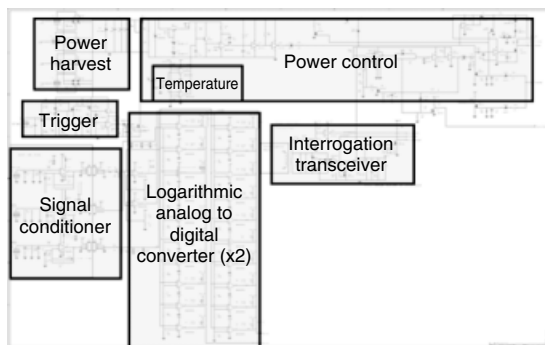 Power
harvest
Power control
Temperature
Trigger
Interrogation
transceiver
Signal
conditioner
Logarithmic
analog to
digital
converter (x2)